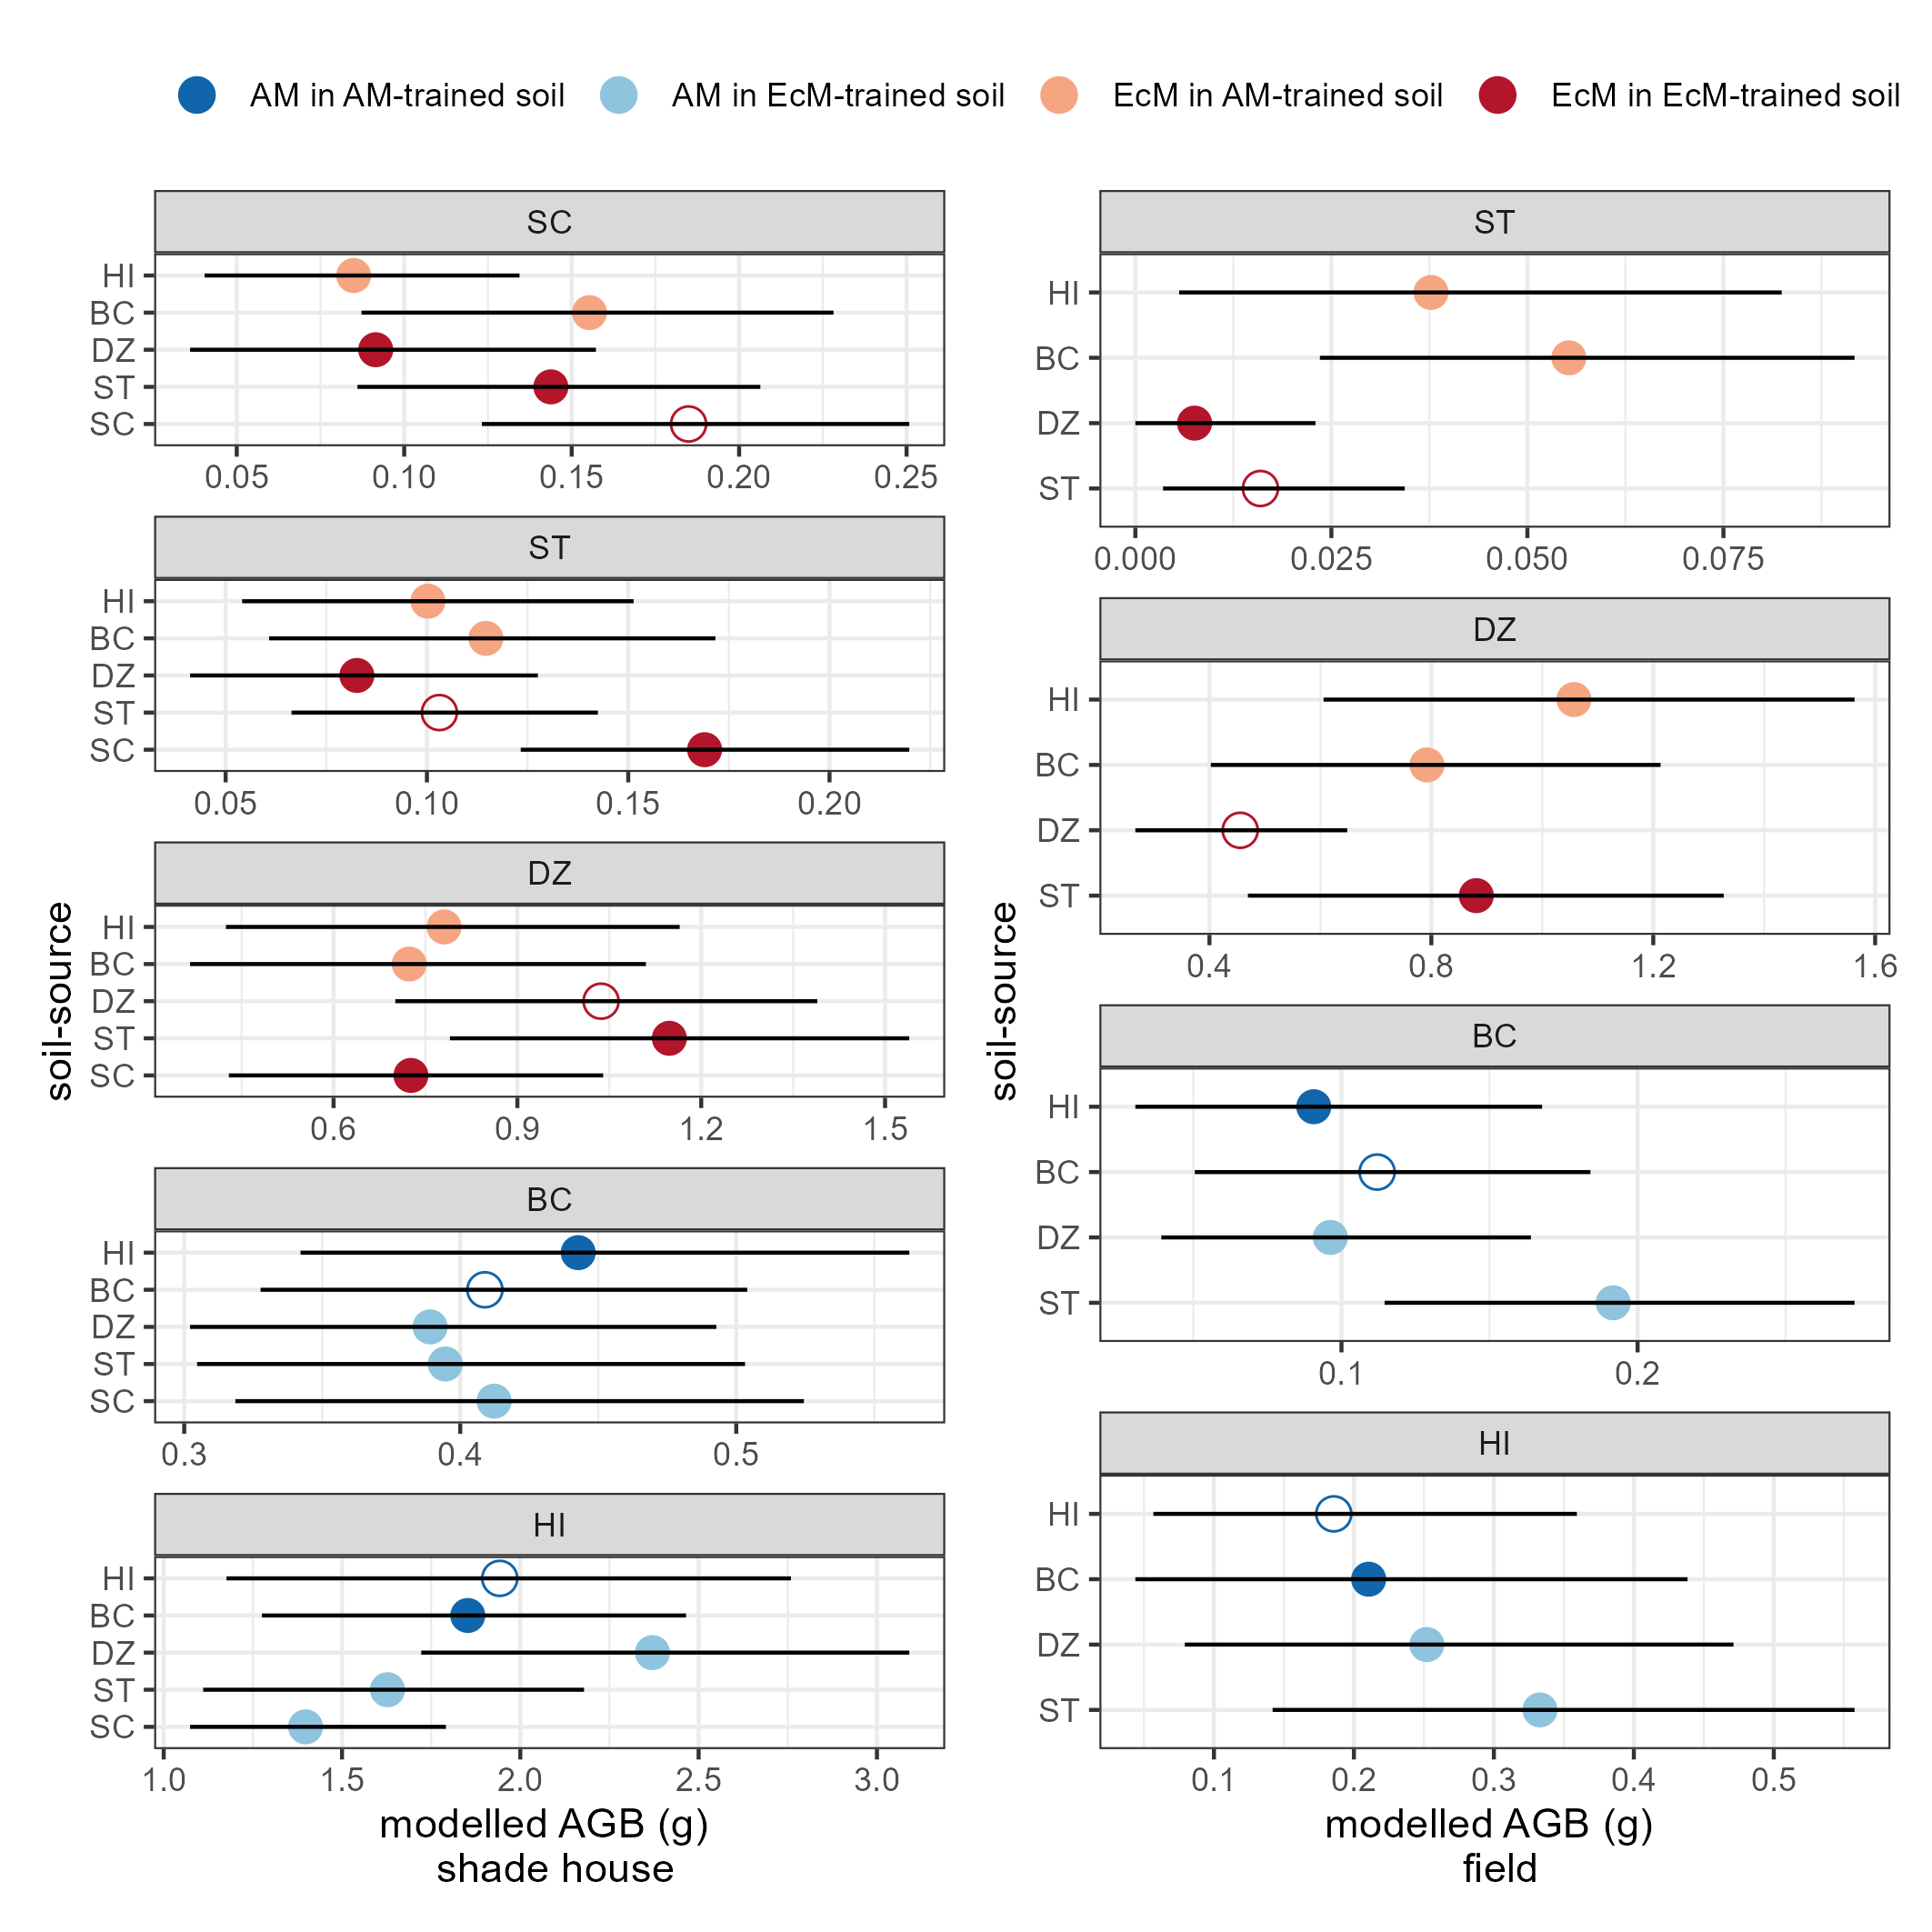 AM in AM-trained soil AM in EcM-trained soil EcM in AM-trained soil EcM in EcM-trained soil
soil-source
SC
HI
BC
DZ
ST
SC
0.05 0.10 0.15 0.20 0.25
ST
HI
BC
DZ
ST
SC
0.05 0.10 0.15 0.20
DZ
HI
BC
DZ
ST
SC
0.6 0.9 1.2 1.5
BC
HI
BC
DZ
ST
SC
0.3 0.4 0.5
HI
HI
BC
DZ
ST
SC
1.0 1.5 2.0 2.5 3.0
modelled AGB (g)
shade house
soil-source
ST
HI
BC
DZ
ST
0.000 0.025 0.050 0.075
DZ
HI
BC
DZ
ST
0.4 0.8 1.2 1.6
BC
HI
BC
DZ
ST
0.1 0.2
HI
HI
BC
DZ
ST
0.1 0.2 0.3 0.4 0.5
modelled AGB (g)
field